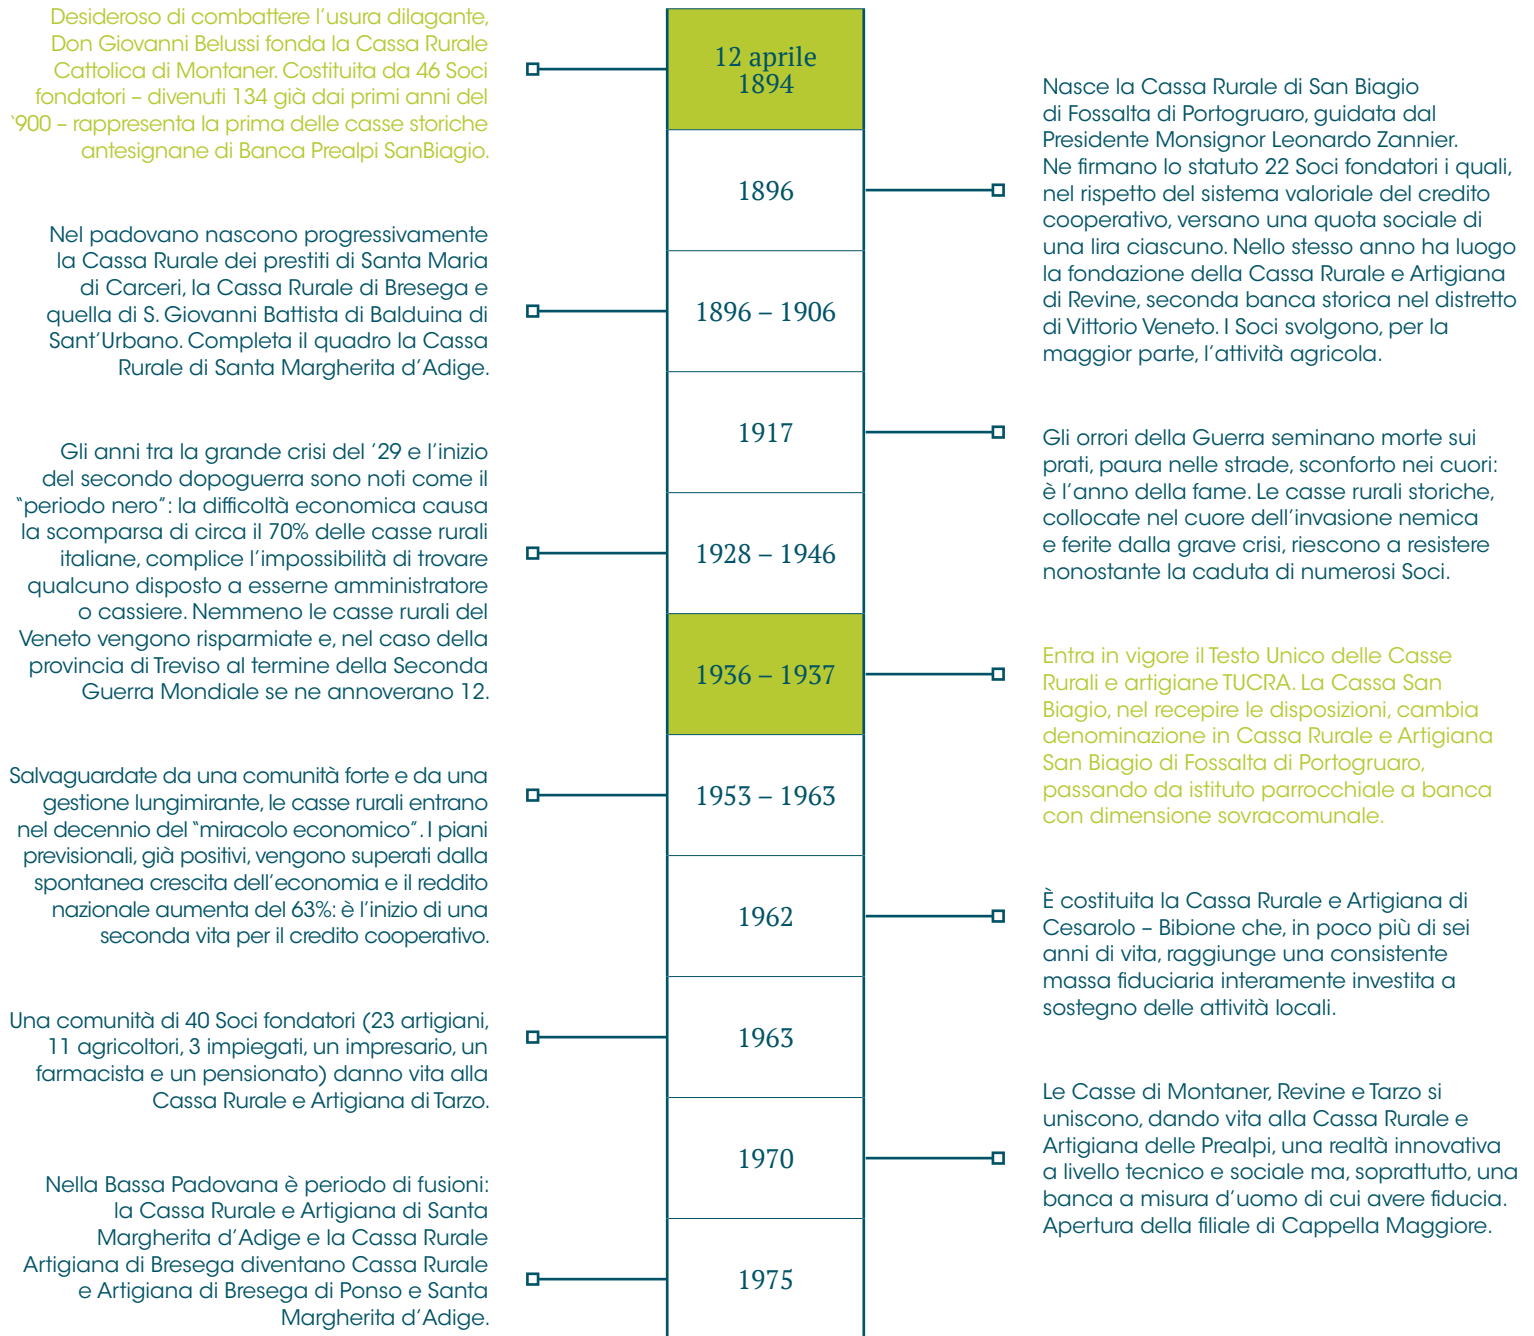 12 aprile
1894
Desideroso di combattere l’usura dilagante,
Don Giovanni Belussi fonda la Cassa Rurale
Cattolica di Montaner. Costituita da 46 Soci
fondatori – divenuti 134 già dai primi anni del
‘900 – rappresenta la prima delle casse storiche
antesignane di Banca Prealpi SanBiagio.
1896
Nasce la Cassa Rurale di San Biagio
di Fossalta di Portogruaro, guidata dal
Presidente Monsignor Leonardo Zannier.
Ne firmano lo statuto 22 Soci fondatori i quali,
nel rispetto del sistema valoriale del credito
cooperativo, versano una quota sociale di
una lira ciascuno. Nello stesso anno ha luogo
la fondazione della Cassa Rurale e Artigiana
di Revine, seconda banca storica nel distretto
di Vittorio Veneto. I Soci svolgono, per la
maggior parte, l’attività agricola.
1896 – 1906
Nel padovano nascono progressivamente
la Cassa Rurale dei prestiti di Santa Maria
di Carceri, la Cassa Rurale di Bresega e
quella di S. Giovanni Battista di Balduina di
Sant’Urbano. Completa il quadro la Cassa
Rurale di Santa Margherita d’Adige.
1917
Gli orrori della Guerra seminano morte sui
prati, paura nelle strade, sconforto nei cuori:
è l’anno della fame. Le casse rurali storiche,
collocate nel cuore dell’invasione nemica
e ferite dalla grave crisi, riescono a resistere
nonostante la caduta di numerosi Soci.
1928 – 1946
Gli anni tra la grande crisi del ’29 e l’inizio
del secondo dopoguerra sono noti come il
“periodo nero”: la difficoltà economica causa
la scomparsa di circa il 70% delle casse rurali
italiane, complice l’impossibilità di trovare
qualcuno disposto a esserne amministratore
o cassiere. Nemmeno le casse rurali del
Veneto vengono risparmiate e, nel caso della
provincia di Treviso al termine della Seconda
Guerra Mondiale se ne annoverano 12.
1936 – 1937
Entra in vigore il Testo Unico delle Casse
Rurali e artigiane TUCRA. La Cassa San
Biagio, nel recepire le disposizioni, cambia
denominazione in Cassa Rurale e Artigiana
San Biagio di Fossalta di Portogruaro,
passando da istituto parrocchiale a banca
con dimensione sovracomunale.
1953 – 1963
Salvaguardate da una comunità forte e da una
gestione lungimirante, le casse rurali entrano
nel decennio del “miracolo economico”. I piani
previsionali, già positivi, vengono superati dalla
spontanea crescita dell’economia e il reddito
nazionale aumenta del 63%: è l’inizio di una
seconda vita per il credito cooperativo.
1962
È costituita la Cassa Rurale e Artigiana di
Cesarolo – Bibione che, in poco più di sei
anni di vita, raggiunge una consistente
massa fiduciaria interamente investita a
sostegno delle attività locali.
1963
Una comunità di 40 Soci fondatori (23 artigiani,
11 agricoltori, 3 impiegati, un impresario, un
farmacista e un pensionato) danno vita alla
Cassa Rurale e Artigiana di Tarzo.
1970
Le Casse di Montaner, Revine e Tarzo si
uniscono, dando vita alla Cassa Rurale e
Artigiana delle Prealpi, una realtà innovativa
a livello tecnico e sociale ma, soprattutto, una
banca a misura d’uomo di cui avere fiducia.
Apertura della filiale di Cappella Maggiore.
1975
Nella Bassa Padovana è periodo di fusioni:
la Cassa Rurale e Artigiana di Santa
Margherita d’Adige e la Cassa Rurale
Artigiana di Bresega diventano Cassa Rurale
e Artigiana di Bresega di Ponso e Santa
Margherita d’Adige.